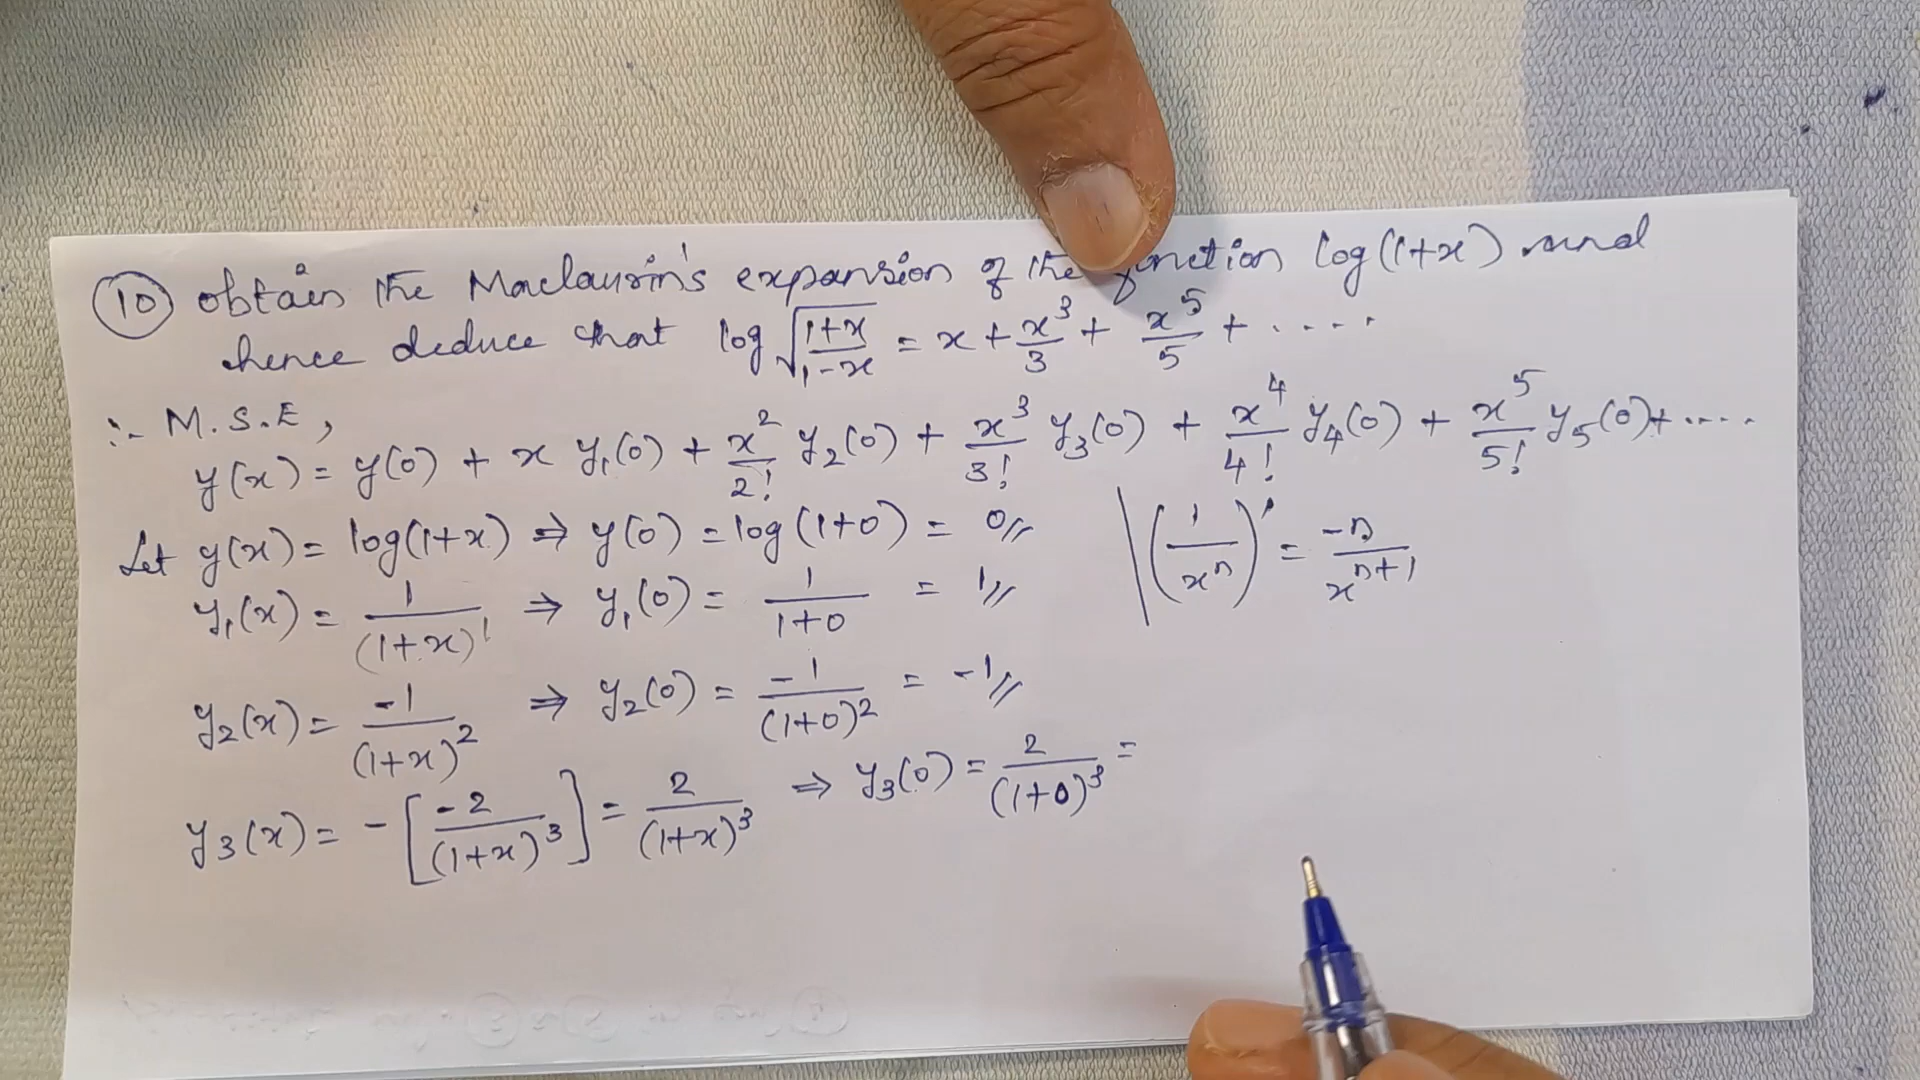 (10) obtain the Maclaurin's expansion of the function log(1+x) and
hence deduce that log √((1+x)/(1-x)) = x + x³/3 + x⁵/5 + .....
:- M.S.E,
y(x) = y(0) + x y₁(0) + x²/2! y₂(0) + x³/3! y₃(0) + x⁴/4! y₄(0) + x⁵/5! y₅(0) + .....
Let y(x) = log(1+x) ⇒ y(0) = log(1+0) = 0// | (1/xⁿ)' = -n/xⁿ⁺¹
y₁(x) = 1/(1+x)¹ ⇒ y₁(0) = 1/(1+0) = 1//
y₂(x) = -1/(1+x)² ⇒ y₂(0) = -1/(1+0)² = -1//
y₃(x) = -[-2/(1+x)³] = 2/(1+x)³ ⇒ y₃(0) = 2/(1+0)³ =